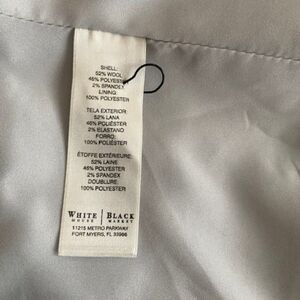 SHELL:
52% WOOL
46% POLYESTER
2% SPANDEX
LINING:
100% POLYESTER
TELA EXTERIOR:
52% LANA
46% POLIÉSTER
2% ELASTANO
FORRO:
100% POLIÉSTER
ÉTOFFE EXTÉRIEURE:
52% LAINE
46% POLYESTER
2% SPANDEX
DOUBLURE:
100% POLYESTER
WHITE | BLACK
HOUSE | MARKET
11215 METRO PARKWAY
FORT MYERS, FL 33966